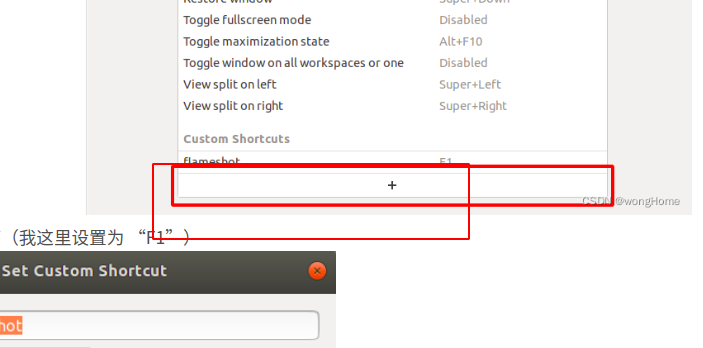 Restore window Super+Down
Toggle fullscreen mode Disabled
Toggle maximization state Alt+F10
Toggle window on all workspaces or one Disabled
View split on left Super+Left
View split on right Super+Right
Custom Shortcuts
flameshot F1
+
CSDN @wongHome
（我这里设置为 “F1”）
Set Custom Shortcut
hot